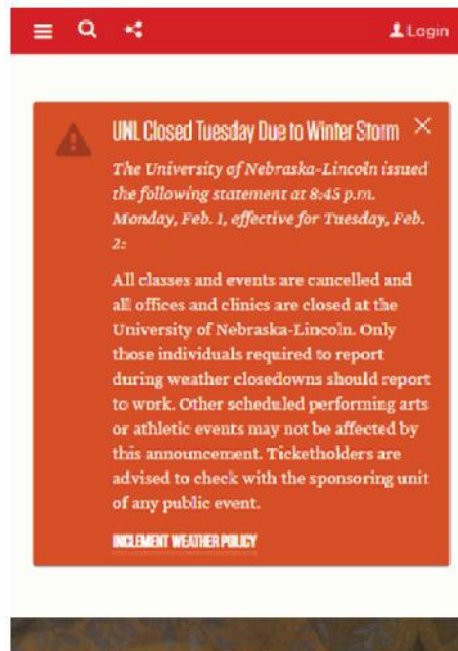 Login
UNL Closed Tuesday Due to Winter Storm
The University of Nebraska-Lincoln issued
the following statement at 8:45 p.m.
Monday, Feb. 1, effective for Tuesday, Feb.
2:
All classes and events are cancelled and
all offices and clinics are closed at the
University of Nebraska-Lincoln. Only
those individuals required to report
during weather closedowns should report
to work. Other scheduled performing arts
or athletic events may not be affected by
this announcement. Ticketholders are
advised to check with the sponsoring unit
of any public event.
INCLEMENT WEATHER POLICY